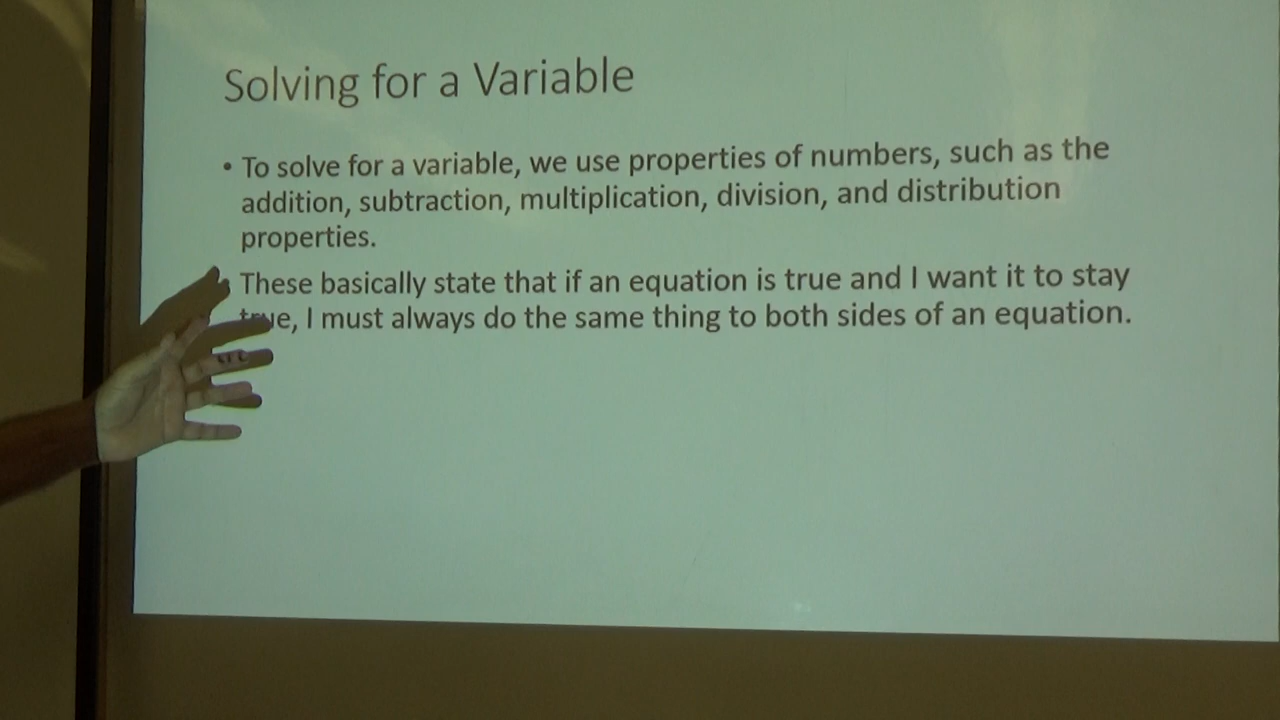 Solving for a Variable
• To solve for a variable, we use properties of numbers, such as the
addition, subtraction, multiplication, division, and distribution
properties.
These basically state that if an equation is true and I want it to stay
true, I must always do the same thing to both sides of an equation.